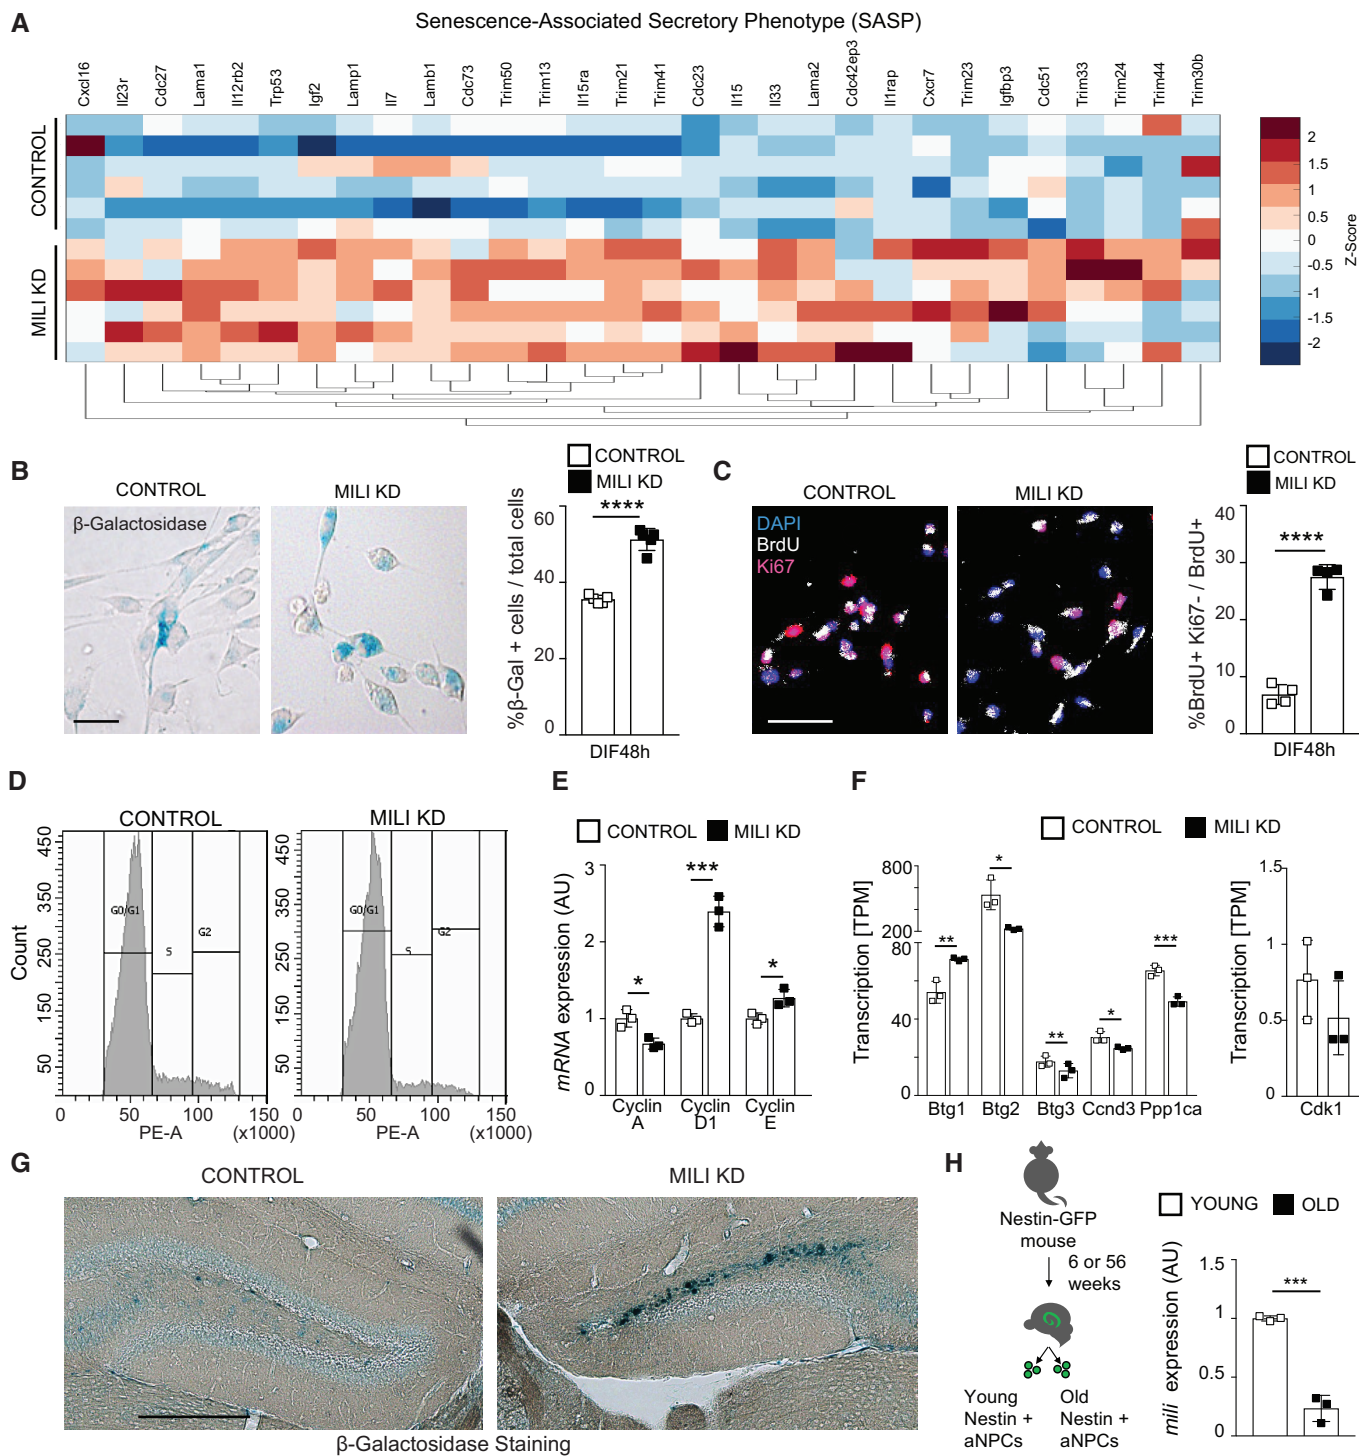 A
Senescence-Associated Secretory Phenotype (SASP)
Cxcl16
Il23r
Cdc27
Lama1
Il12rb2
Trp53
Igf2
Lamp1
Il7
Lamb1
Cdc73
Trim50
Trim13
Il15ra
Trim21
Trim41
Cdc23
Il15
Il33
Lama2
Cdc42ep3
Il1rap
Cxcr7
Trim23
Igfbp3
Cdc51
Trim33
Trim24
Trim44
Trim30b
CONTROL
MILI KD
2
1.5
1
0.5
0
-0.5
-1
-1.5
-2
Z-Score
B
CONTROL
MILI KD
β-Galactosidase
CONTROL
MILI KD
%β-Gal + cells / total cells
60
40
20
0
****
DIF48h
C
CONTROL
MILI KD
DAPI
BrdU
Ki67
CONTROL
MILI KD
%BrdU+ Ki67- / BrdU+
40
30
20
10
0
****
DIF48h
D
CONTROL
MILI KD
Count
450
350
250
150
50
G0/G1
S
G2
0 50 100 150
PE-A (x1000)
450
350
250
150
50
G0/G1
S
G2
0 50 100 150
PE-A (x1000)
E
CONTROL MILI KD
mRNA expression (AU)
3
2
1
0
*
***
*
Cyclin A
Cyclin D1
Cyclin E
F
CONTROL MILI KD
Transcription [TPM]
800
200
80
40
0
**
*
**
*
***
Btg1 Btg2 Btg3 Ccnd3 Ppp1ca
Transcription [TPM]
1.5
1
0.5
0
Cdk1
G
CONTROL
MILI KD
β-Galactosidase Staining
H
Nestin-GFP
mouse
6 or 56
weeks
Young
Nestin +
aNPCs
Old
Nestin +
aNPCs
YOUNG OLD
mili expression (AU)
1.5
1
0.5
0
***